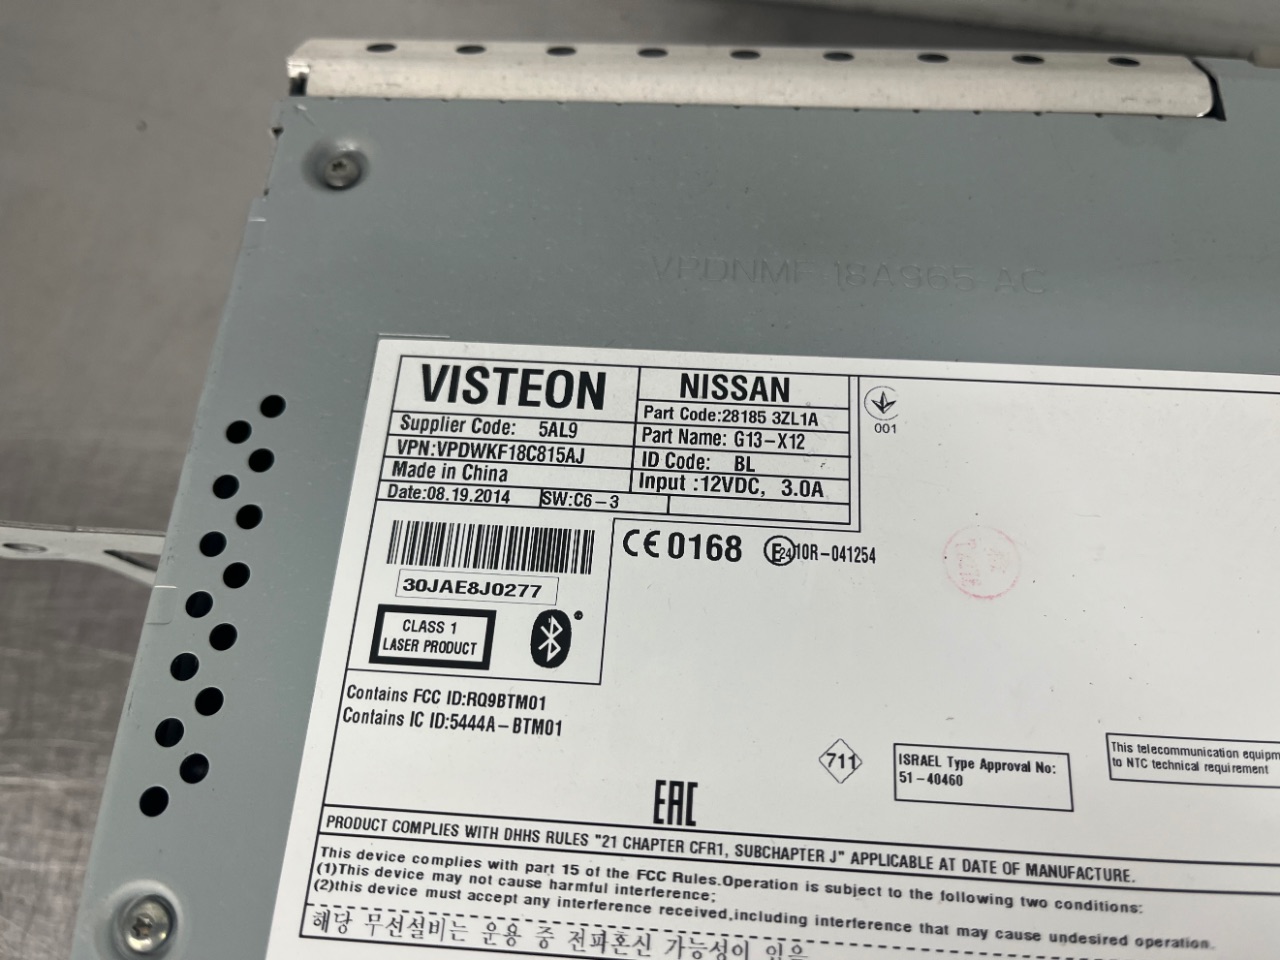 VPDNMF-18A965-AC
VISTEON
NISSAN
Supplier Code: 5AL9
Part Code:28185 3ZL1A
VPN:VPDWKF18C815AJ
Part Name: G13-X12
Made in China
ID Code: BL
Date:08.19.2014 SW:C6-3
Input :12VDC, 3.0A
001
30JAE8J0277
CE0168
E24 10R-041254
CLASS 1
LASER PRODUCT
Contains FCC ID:RQ9BTM01
Contains IC ID:5444A-BTM01
711
ISRAEL Type Approval No:
51-40460
This telecommunication equipm
to NTC technical requirement
EAC
PRODUCT COMPLIES WITH DHHS RULES "21 CHAPTER CFR1, SUBCHAPTER J" APPLICABLE AT DATE OF MANUFACTURE.
This device complies with part 15 of the FCC Rules.Operation is subject to the following two conditions:
(1)This device may not cause harmful interference;
(2)this device must accept any interference received,including interference that may cause undesired operation.
해당 무선설비는 운용 중 전파혼신 가능성이 있음